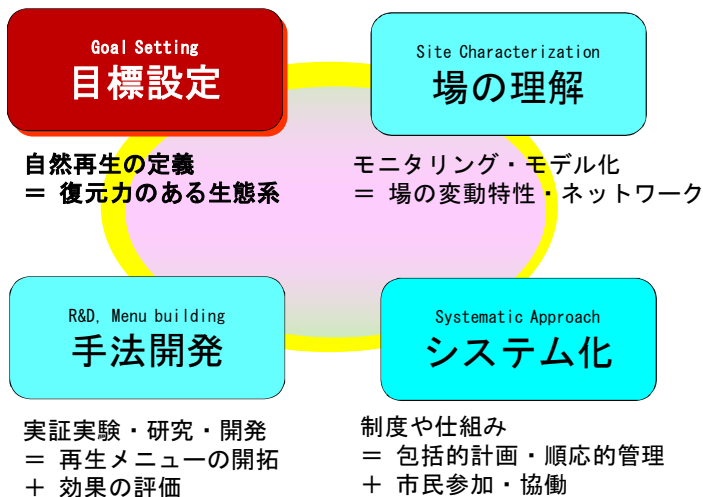 Goal Setting
目標設定
自然再生の定義
＝ 復元力のある生態系
Site Characterization
場の理解
モニタリング・モデル化
＝ 場の変動特性・ネットワーク
R&D, Menu building
手法開発
実証実験・研究・開発
＝ 再生メニューの開拓
＋ 効果の評価
Systematic Approach
システム化
制度や仕組み
＝ 包括的計画・順応的管理
＋ 市民参加・協働